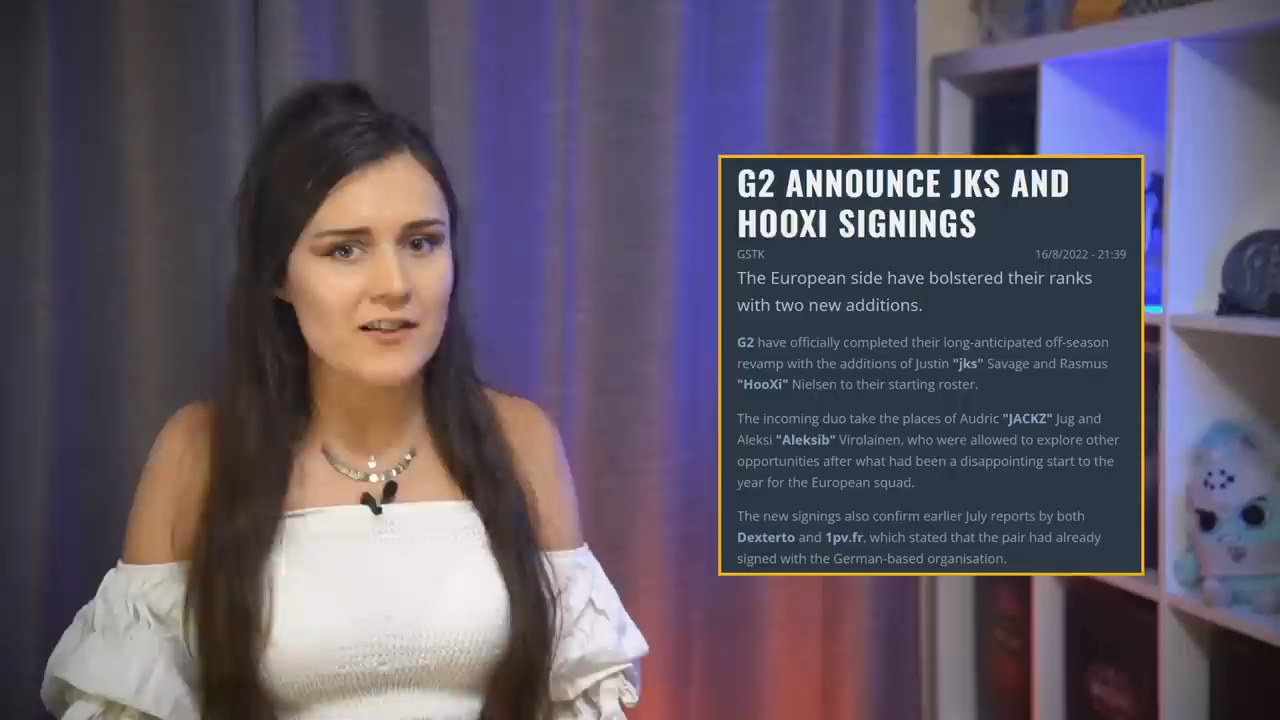 G2 ANNOUNCE JKS AND
HOOXI SIGNINGS
GSTK 16/8/2022 - 21:39
The European side have bolstered their ranks
with two new additions.
G2 have officially completed their long-anticipated off-season
revamp with the additions of Justin "jks" Savage and Rasmus
"HooXi" Nielsen to their starting roster.
The incoming duo take the places of Audric "JACKZ" Jug and
Aleksi "Aleksib" Virolainen, who were allowed to explore other
opportunities after what had been a disappointing start to the
year for the European squad.
The new signings also confirm earlier July reports by both
Dexterto and 1pv.fr, which stated that the pair had already
signed with the German-based organisation.